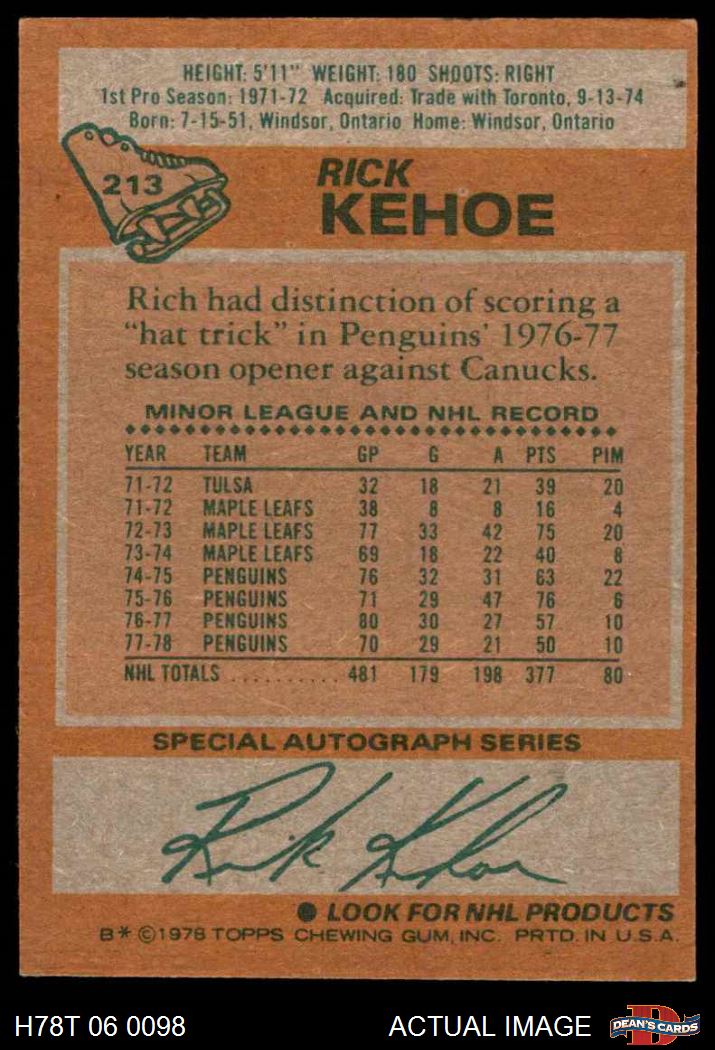 HEIGHT: 5'11" WEIGHT: 180 SHOOTS: RIGHT
1st Pro Season: 1971-72 Acquired: Trade with Toronto, 9-13-74
Born: 7-15-51, Windsor, Ontario Home: Windsor, Ontario
213
RICK
KEHOE
Rich had distinction of scoring a
"hat trick" in Penguins' 1976-77
season opener against Canucks.
MINOR LEAGUE AND NHL RECORD
YEAR TEAM GP G A PTS PIM
71-72 TULSA 32 18 21 39 20
71-72 MAPLE LEAFS 38 8 8 16 4
72-73 MAPLE LEAFS 77 33 42 75 20
73-74 MAPLE LEAFS 69 18 22 40 8
74-75 PENGUINS 76 32 31 63 22
75-76 PENGUINS 71 29 47 76 6
76-77 PENGUINS 80 30 27 57 10
77-78 PENGUINS 70 29 21 50 10
NHL TOTALS .......... 481 179 198 377 80
SPECIAL AUTOGRAPH SERIES
Rick Kehoe
● LOOK FOR NHL PRODUCTS
B* ©1978 TOPPS CHEWING GUM, INC. PRTD. IN U.S.A.
H78T 06 0098 ACTUAL IMAGE DEAN'S CARDS